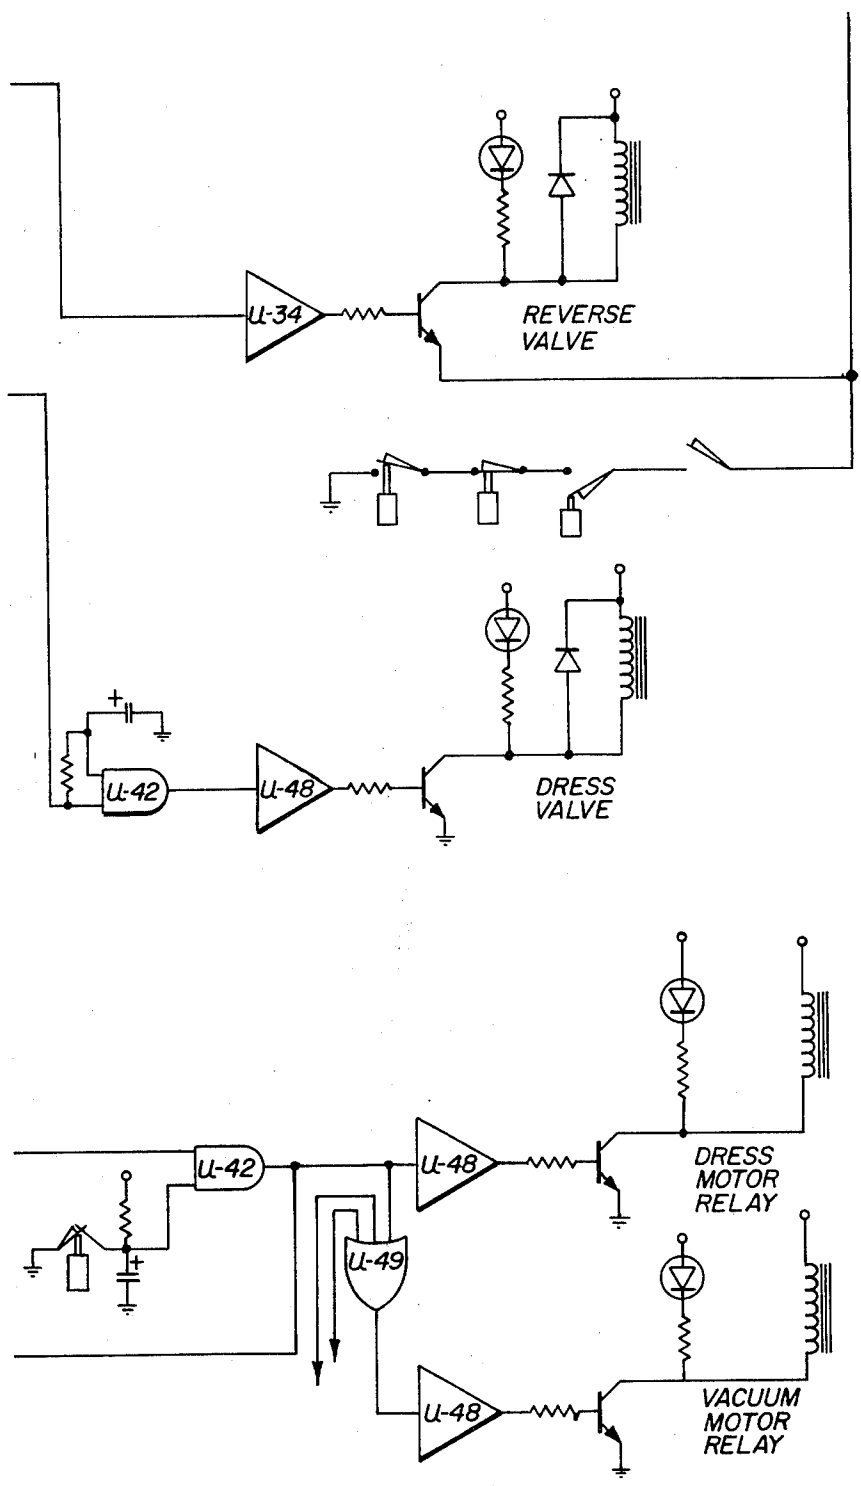 U-34
REVERSE
VALVE
+
U-42
U-48
DRESS
VALVE
U-42
U-48
DRESS
MOTOR
RELAY
+
U-49
U-48
VACUUM
MOTOR
RELAY